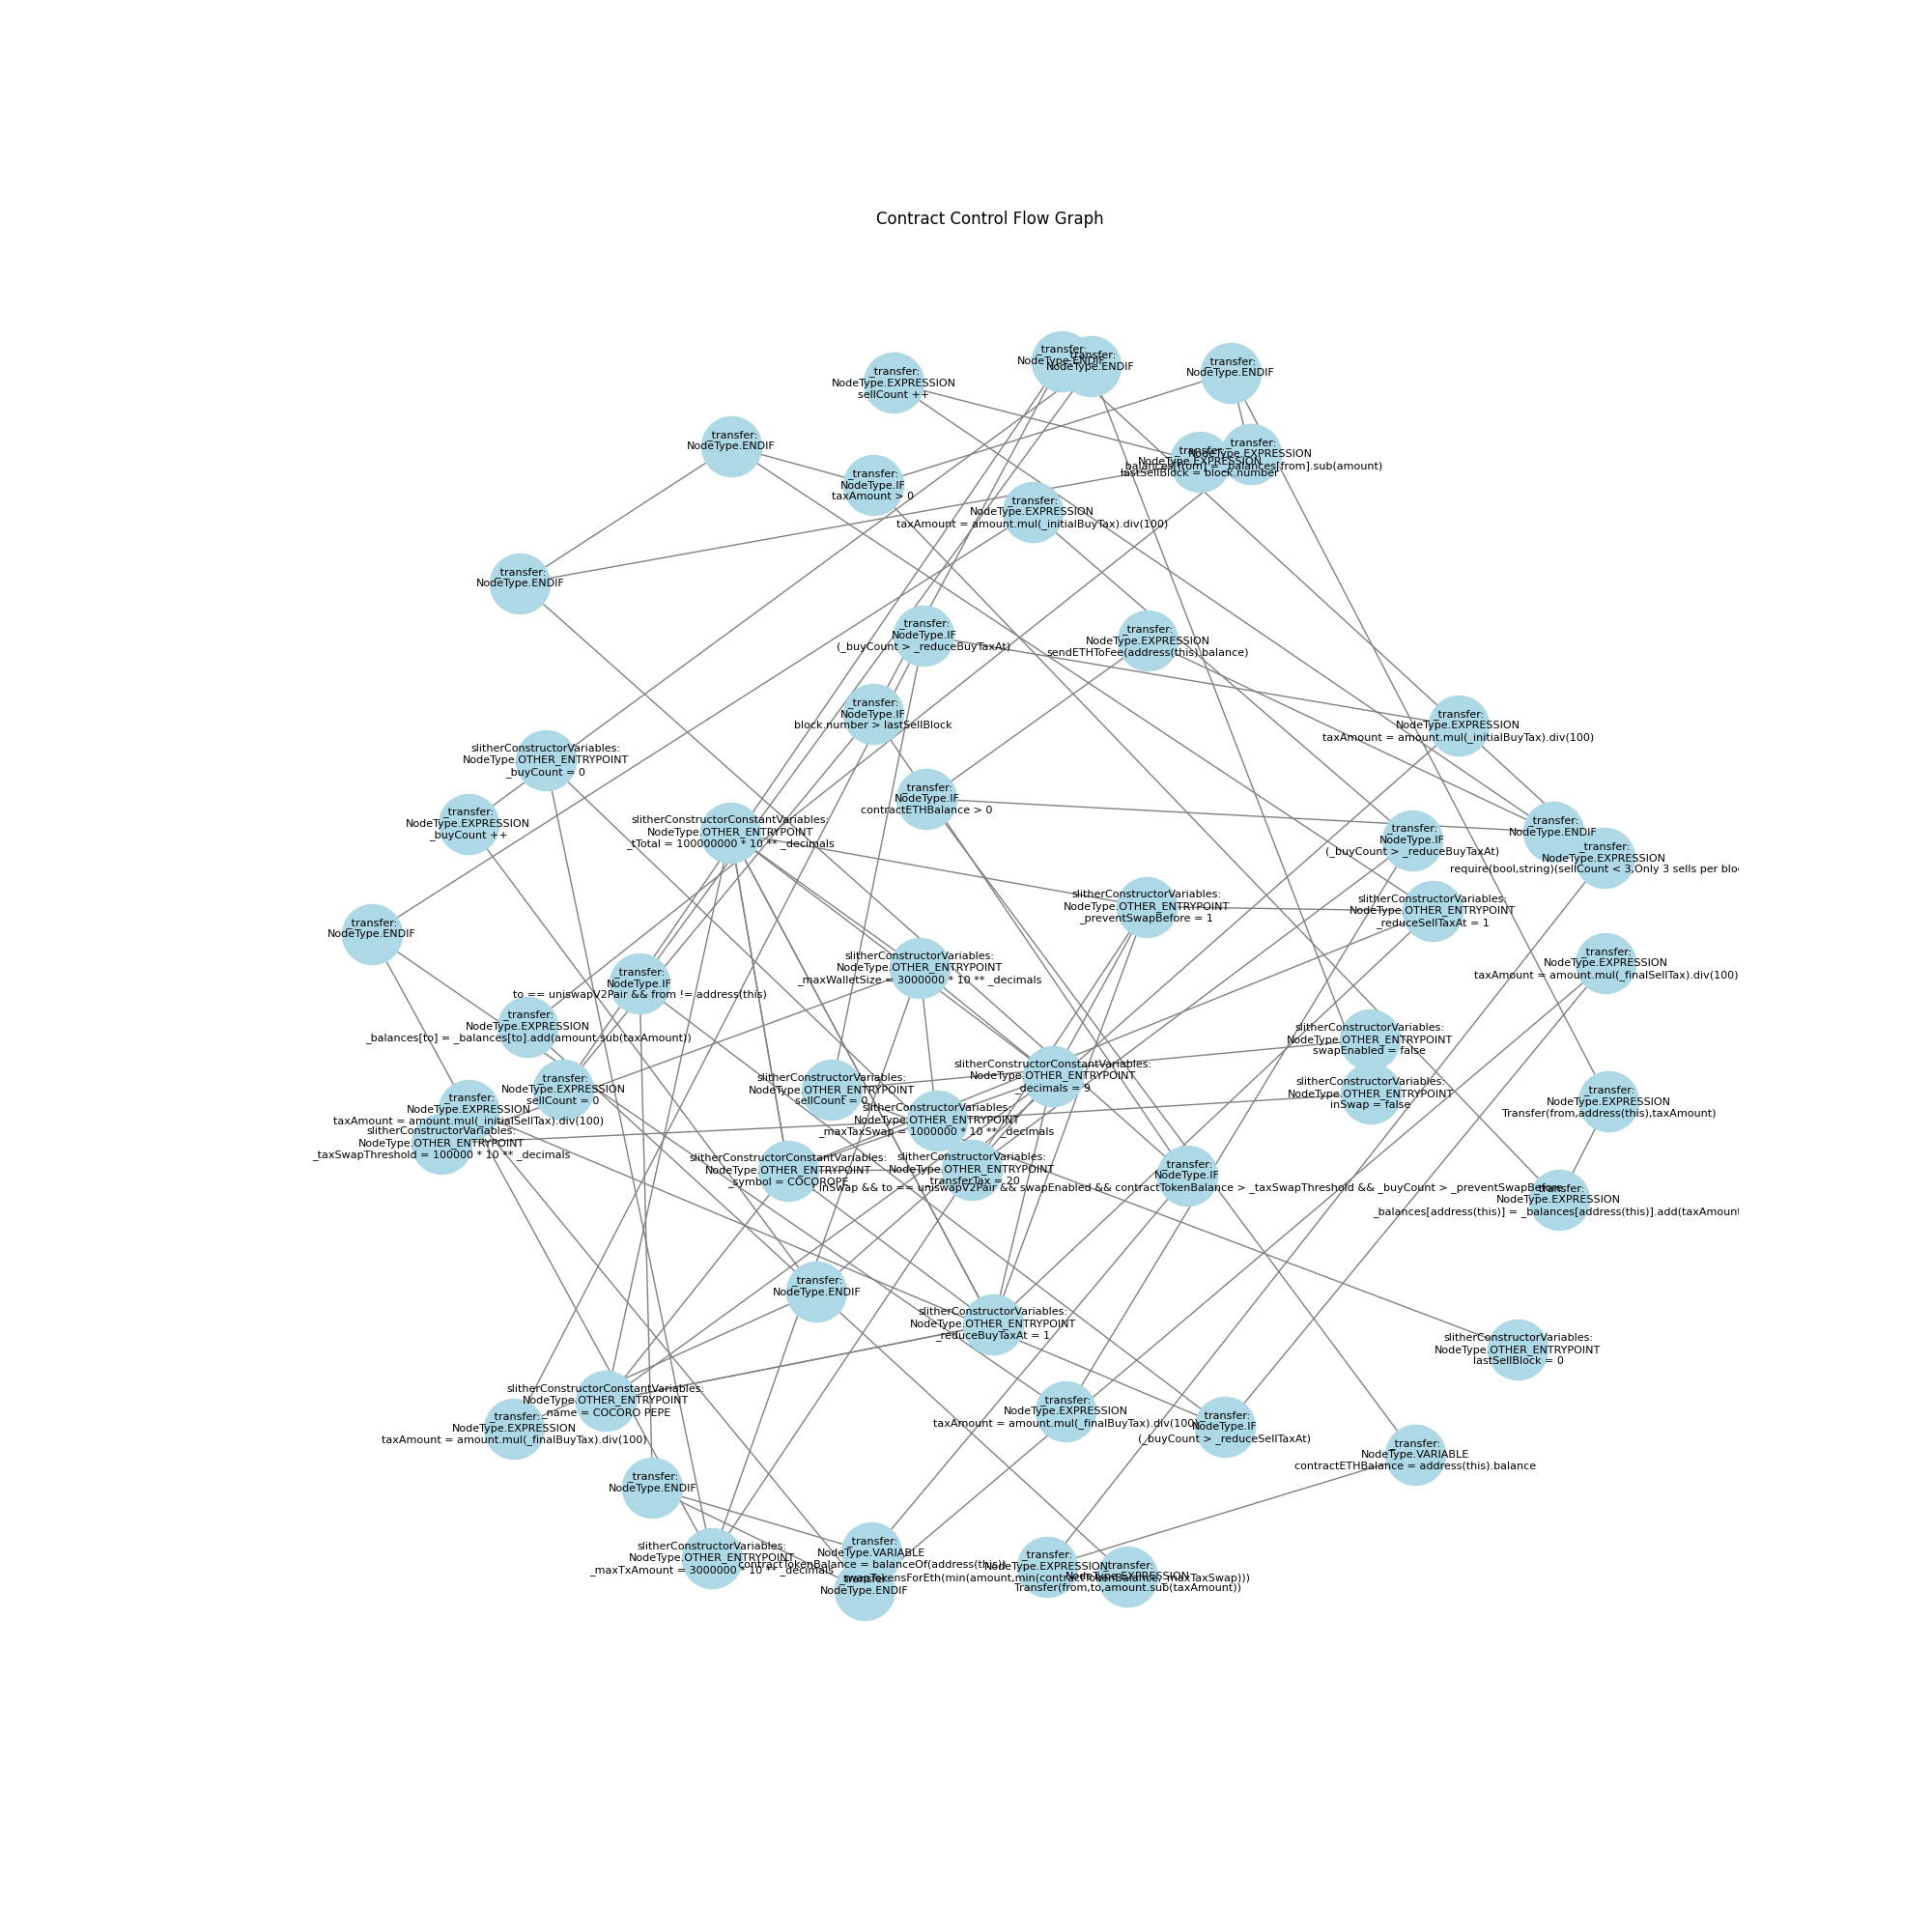 Contract Control Flow Graph
_transfer:
NodeType.ENDIF
_transfer:
NodeType.ENDIF
_transfer:
NodeType.ENDIF
_transfer:
NodeType.EXPRESSION
sellCount ++
_transfer:
NodeType.ENDIF
_transfer:
NodeType.EXPRESSION
lastSellBlock = block.number
_transfer:
NodeType.EXPRESSION
_balances[from] = _balances[from].sub(amount)
_transfer:
NodeType.IF
taxAmount > 0
_transfer:
NodeType.EXPRESSION
taxAmount = amount.mul(_initialBuyTax).div(100)
_transfer:
NodeType.ENDIF
_transfer:
NodeType.IF
(_buyCount > _reduceBuyTaxAt)
_transfer:
NodeType.EXPRESSION
sendETHToFee(address(this).balance)
_transfer:
NodeType.IF
block.number > lastSellBlock
_transfer:
NodeType.EXPRESSION
taxAmount = amount.mul(_initialBuyTax).div(100)
slitherConstructorVariables:
NodeType.OTHER_ENTRYPOINT
_buyCount = 0
_transfer:
NodeType.IF
contractETHBalance > 0
_transfer:
NodeType.EXPRESSION
_buyCount ++
slitherConstructorConstantVariables:
NodeType.OTHER_ENTRYPOINT
_tTotal = 100000000 * 10 ** _decimals
_transfer:
NodeType.ENDIF
_transfer:
NodeType.IF
(_buyCount > _reduceBuyTaxAt)
_transfer:
NodeType.EXPRESSION
require(bool,string)(sellCount < 3,Only 3 sells per blo
slitherConstructorVariables:
NodeType.OTHER_ENTRYPOINT
_preventSwapBefore = 1
slitherConstructorVariables:
NodeType.OTHER_ENTRYPOINT
_reduceSellTaxAt = 1
_transfer:
NodeType.ENDIF
slitherConstructorVariables:
NodeType.OTHER_ENTRYPOINT
_maxWalletSize = 3000000 * 10 ** _decimals
_transfer:
NodeType.EXPRESSION
taxAmount = amount.mul(_finalSellTax).div(100)
_transfer:
NodeType.IF
to == uniswapV2Pair && from != address(this)
_transfer:
NodeType.EXPRESSION
_balances[to] = _balances[to].add(amount.sub(taxAmount))
slitherConstructorVariables:
NodeType.OTHER_ENTRYPOINT
swapEnabled = false
slitherConstructorConstantVariables:
NodeType.OTHER_ENTRYPOINT
_decimals = 9
_transfer:
NodeType.EXPRESSION
sellCount = 0
slitherConstructorVariables:
NodeType.OTHER_ENTRYPOINT
sellCount = 0
slitherConstructorVariables:
NodeType.OTHER_ENTRYPOINT
inSwap = false
_transfer:
NodeType.EXPRESSION
Transfer(from,address(this),taxAmount)
_transfer:
NodeType.EXPRESSION
taxAmount = amount.mul(_initialSellTax).div(100)
slitherConstructorVariables:
NodeType.OTHER_ENTRYPOINT
_maxTaxSwap = 1000000 * 10 ** _decimals
slitherConstructorVariables:
NodeType.OTHER_ENTRYPOINT
_taxSwapThreshold = 100000 * 10 ** _decimals
slitherConstructorConstantVariables:
NodeType.OTHER_ENTRYPOINT
_symbol = COCOROPE
slitherConstructorVariables:
NodeType.OTHER_ENTRYPOINT
transferTax = 20
_transfer:
NodeType.IF
inSwap && to == uniswapV2Pair && swapEnabled && contractTokenBalance > _taxSwapThreshold && _buyCount > _preventSwapBefore
_transfer:
NodeType.EXPRESSION
_balances[address(this)] = _balances[address(this)].add(taxAmount
_transfer:
NodeType.ENDIF
slitherConstructorVariables:
NodeType.OTHER_ENTRYPOINT
_reduceBuyTaxAt = 1
slitherConstructorVariables:
NodeType.OTHER_ENTRYPOINT
lastSellBlock = 0
slitherConstructorConstantVariables:
NodeType.OTHER_ENTRYPOINT
_name = COCORO PEPE
_transfer:
NodeType.EXPRESSION
taxAmount = amount.mul(_finalBuyTax).div(100)
_transfer:
NodeType.EXPRESSION
taxAmount = amount.mul(_finalBuyTax).div(100)
_transfer:
NodeType.IF
(_buyCount > _reduceSellTaxAt)
_transfer:
NodeType.VARIABLE
contractETHBalance = address(this).balance
_transfer:
NodeType.ENDIF
slitherConstructorVariables:
NodeType.OTHER_ENTRYPOINT
_maxTxAmount = 3000000 * 10 ** _decimals
_transfer:
NodeType.VARIABLE
contractTokenBalance = balanceOf(address(this))
_transfer:
NodeType.ENDIF
_transfer:
NodeType.EXPRESSION
swapTokensForEth(min(amount,min(contractTokenBalance,_maxTaxSwap)))
_transfer:
NodeType.EXPRESSION
Transfer(from,to,amount.sub(taxAmount))